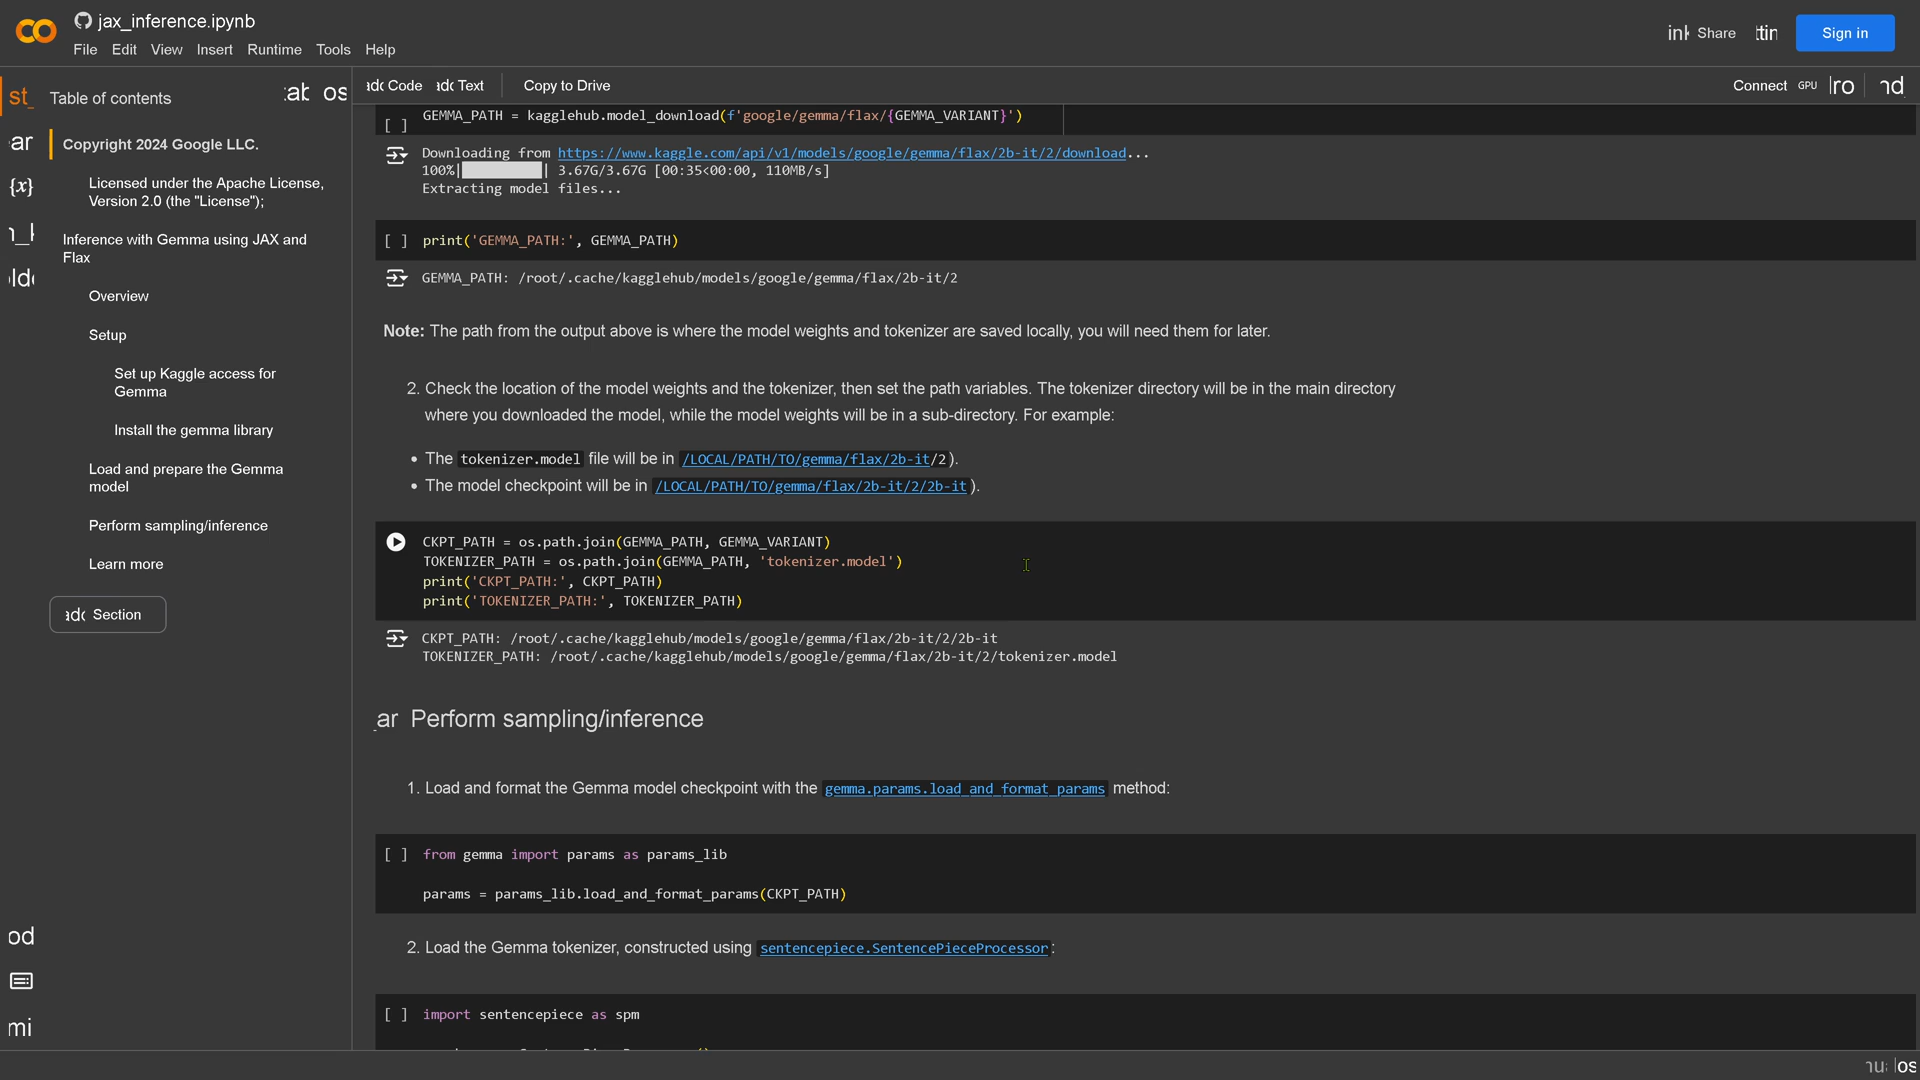 jax_inference.ipynb
File Edit View Insert Runtime Tools Help
Share
Sign in
Table of contents
Code Text Copy to Drive
Connect GPU
Copyright 2024 Google LLC.
Licensed under the Apache License,
Version 2.0 (the "License");
Inference with Gemma using JAX and
Flax
Overview
Setup
Set up Kaggle access for
Gemma
Install the gemma library
Load and prepare the Gemma
model
Perform sampling/inference
Learn more
Section
{x}
[ ] GEMMA_PATH = kagglehub.model_download(f'google/gemma/flax/{GEMMA_VARIANT}')
Downloading from https://www.kaggle.com/api/v1/models/google/gemma/flax/2b-it/2/download...
100%| | 3.67G/3.67G [00:35<00:00, 110MB/s]
Extracting model files...
[ ] print('GEMMA_PATH:', GEMMA_PATH)
GEMMA_PATH: /root/.cache/kagglehub/models/google/gemma/flax/2b-it/2
Note: The path from the output above is where the model weights and tokenizer are saved locally, you will need them for later.
2. Check the location of the model weights and the tokenizer, then set the path variables. The tokenizer directory will be in the main directory
where you downloaded the model, while the model weights will be in a sub-directory. For example:
• The tokenizer.model file will be in /LOCAL/PATH/TO/gemma/flax/2b-it/2).
• The model checkpoint will be in /LOCAL/PATH/TO/gemma/flax/2b-it/2/2b-it).
CKPT_PATH = os.path.join(GEMMA_PATH, GEMMA_VARIANT)
TOKENIZER_PATH = os.path.join(GEMMA_PATH, 'tokenizer.model')
print('CKPT_PATH:', CKPT_PATH)
print('TOKENIZER_PATH:', TOKENIZER_PATH)
CKPT_PATH: /root/.cache/kagglehub/models/google/gemma/flax/2b-it/2/2b-it
TOKENIZER_PATH: /root/.cache/kagglehub/models/google/gemma/flax/2b-it/2/tokenizer.model
Perform sampling/inference
1. Load and format the Gemma model checkpoint with the gemma.params.load_and_format_params method:
[ ] from gemma import params as params_lib
params = params_lib.load_and_format_params(CKPT_PATH)
2. Load the Gemma tokenizer, constructed using sentencepiece.SentencePieceProcessor:
[ ] import sentencepiece as spm